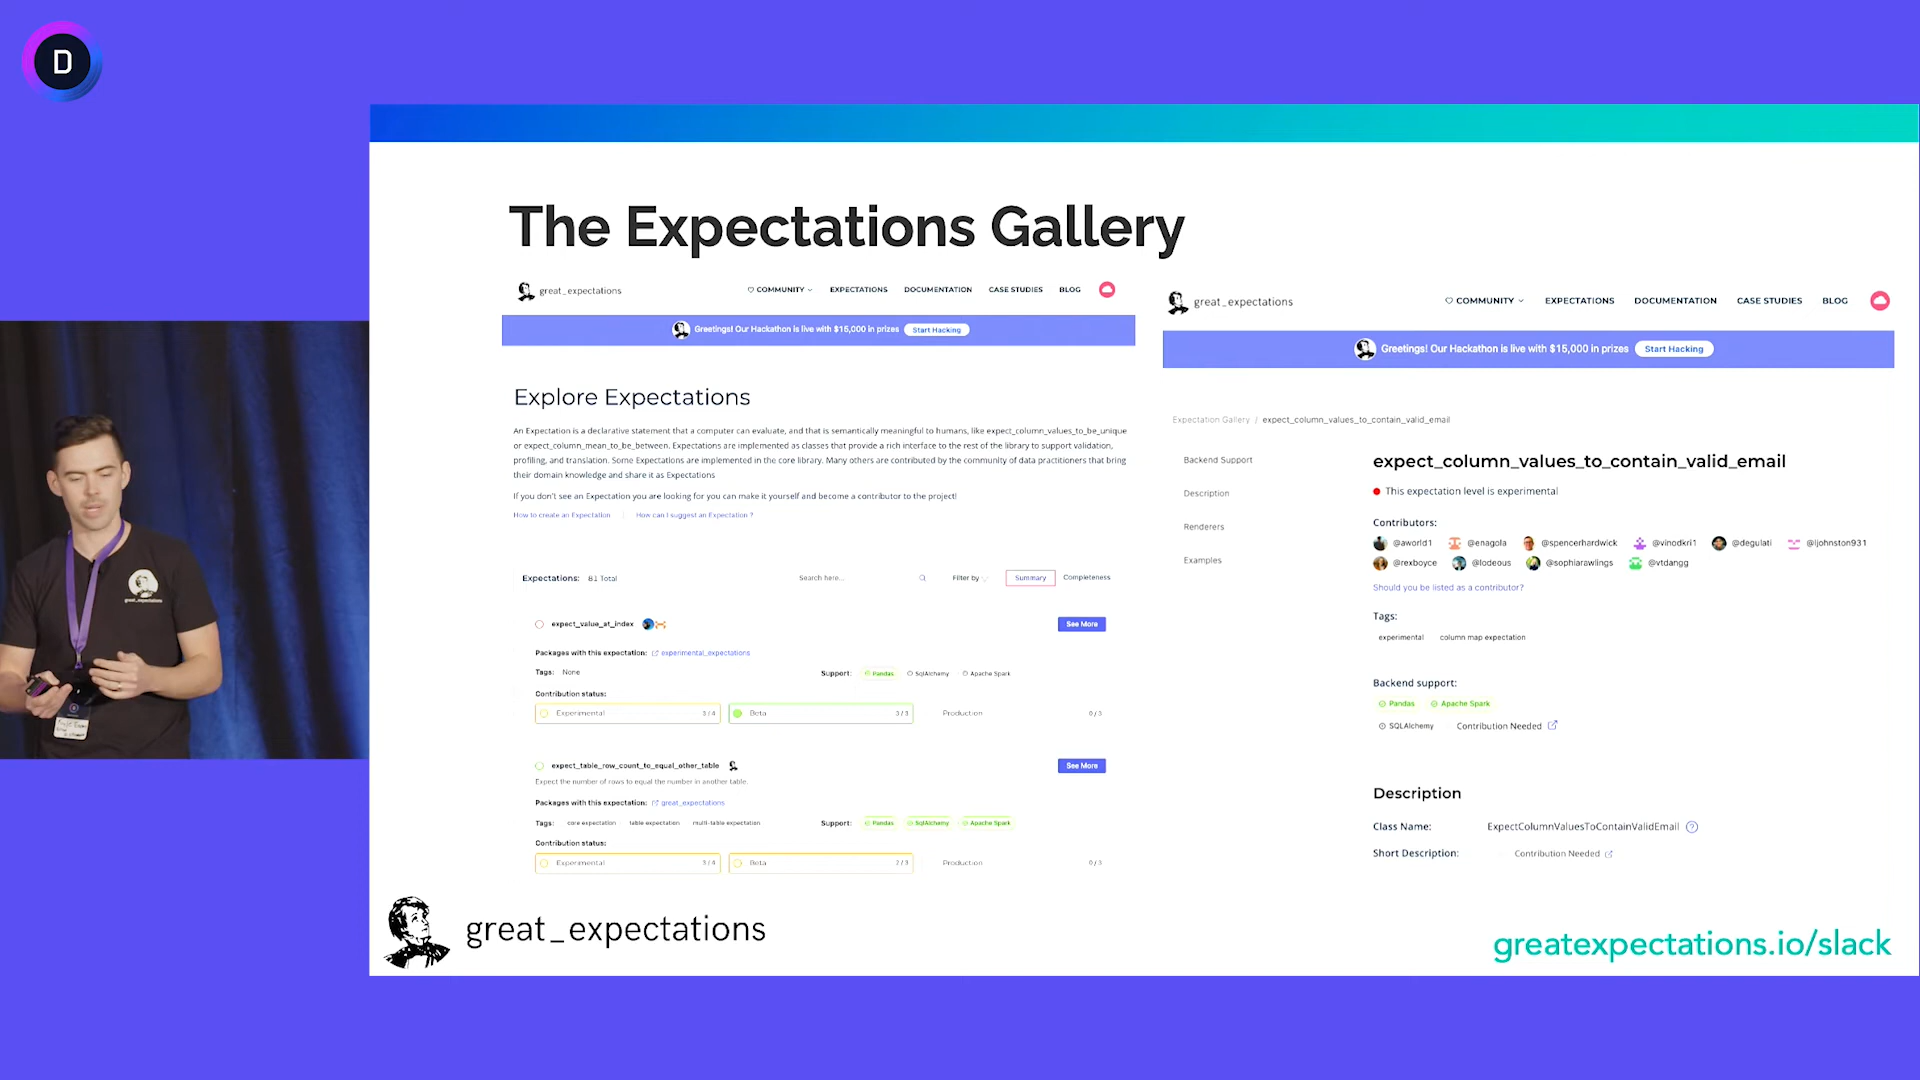 D
The Expectations Gallery
great_expectations
COMMUNITY EXPECTATIONS DOCUMENTATION CASE STUDIES BLOG
Greetings! Our Hackathon is live with $15,000 in prizes Start Hacking
Explore Expectations
An Expectation is a declarative statement that a computer can evaluate, and that is semantically meaningful to humans, like expect_column_values_to_be_unique
or expect_column_mean_to_be_between. Expectations are implemented as classes that provide a rich interface to the rest of the library to support validation,
profiling, and translation. Some Expectations are implemented in the core library. Many others are contributed by the community of data practitioners that bring
their domain knowledge and share it as Expectations
If you don't see an Expectation you are looking for you can make it yourself and become a contributor to the project!
How to create an Expectation How can I suggest an Expectation ?
Expectations: 81 Total Search here... Filter by Summary Completeness
expect_value_at_index See More
Packages with this expectation: experimental_expectations
Tags: None Support: Pandas SqlAlchemy Apache Spark
Contribution status:
Experimental 3/4 Beta 3/3 Production 0/3
expect_table_row_count_to_equal_other_table See More
Expect the number of rows to equal the number in another table.
Packages with this expectation: great_expectations
Tags: core expectation table expectation multi-table expectation Support: Pandas SqlAlchemy Apache Spark
Contribution status:
Experimental 3/4 Beta 2/3 Production 0/3
great_expectations
COMMUNITY EXPECTATIONS DOCUMENTATION CASE STUDIES BLOG
Greetings! Our Hackathon is live with $15,000 in prizes Start Hacking
Expectation Gallery / expect_column_values_to_contain_valid_email
Backend Support
Description
Renderers
Examples
expect_column_values_to_contain_valid_email
This expectation level is experimental
Contributors:
@aworld1 @enagola @spencerhardwick @vinodkri1 @degulati @ljohnston931
@rexboyce @lodeous @sophiarawlings @vtdangg
Should you be listed as a contributor?
Tags:
experimental column map expectation
Backend support:
Pandas Apache Spark
SQLAlchemy Contribution Needed
Description
Class Name: ExpectColumnValuesToContainValidEmail ?
Short Description: Contribution Needed
great_expectations
greatexpectations.io/slack